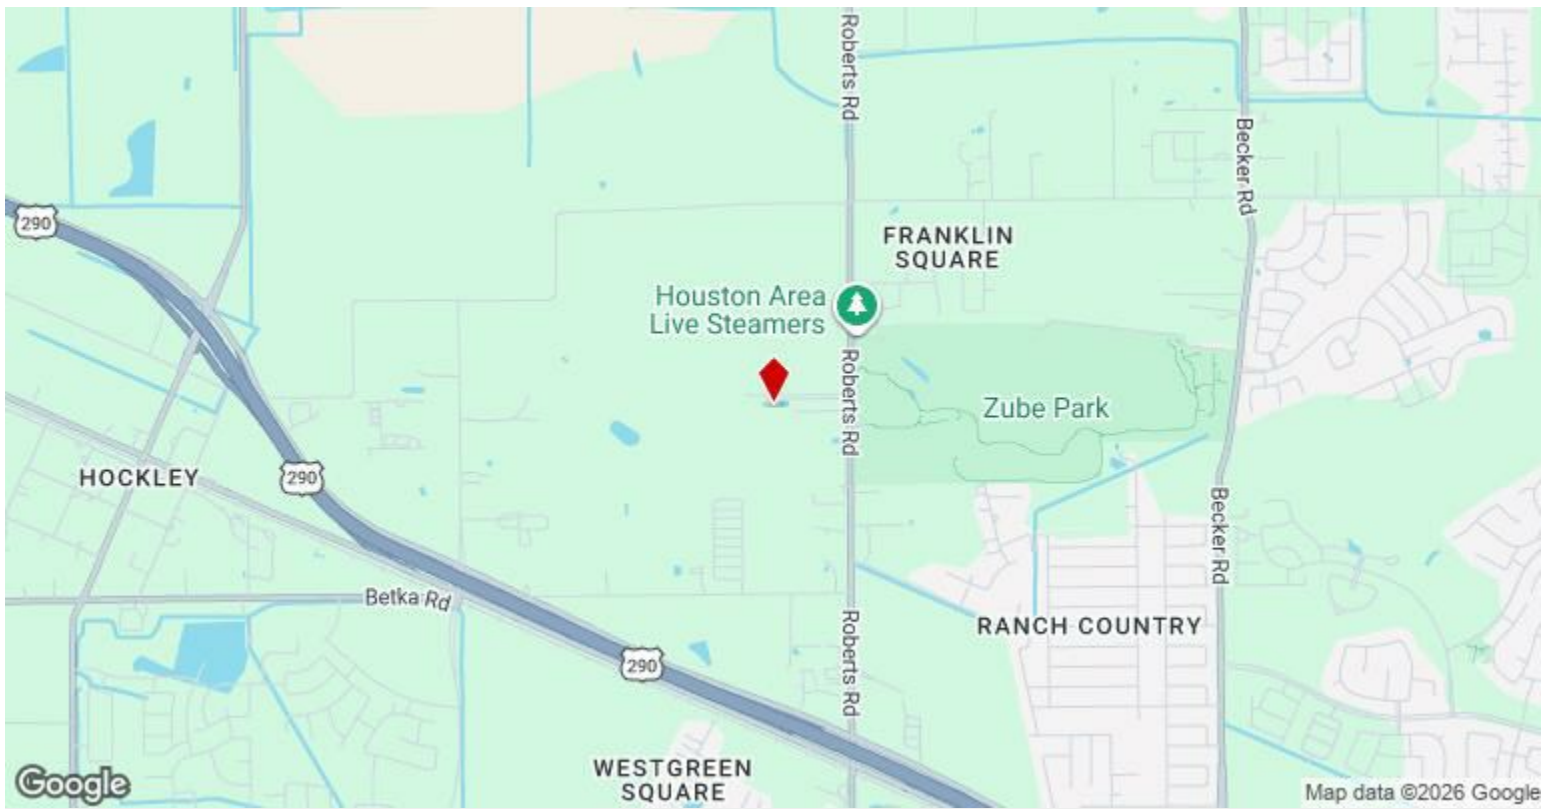 Roberts Rd
Becker Rd
290
FRANKLIN
SQUARE
Houston Area
Live Steamers
Roberts Rd
Zube Park
HOCKLEY
290
Becker Rd
Betka Rd
RANCH COUNTRY
Roberts Rd
290
WESTGREEN
SQUARE
Google
Map data ©2026 Google